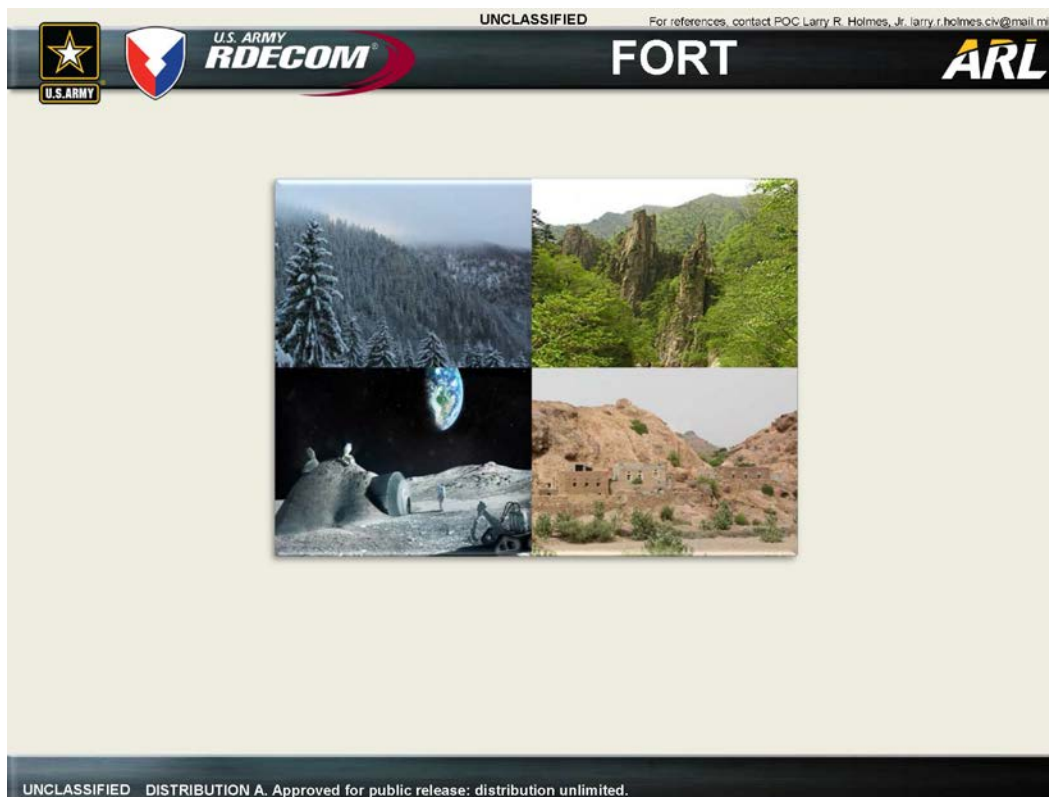 UNCLASSIFIED
For references, contact POC Larry R. Holmes, Jr. larry.r.holmes.civ@mail.mi
U.S. ARMY
RDECOM®
FORT
ARL
U.S.ARMY
UNCLASSIFIED DISTRIBUTION A. Approved for public release: distribution unlimited.